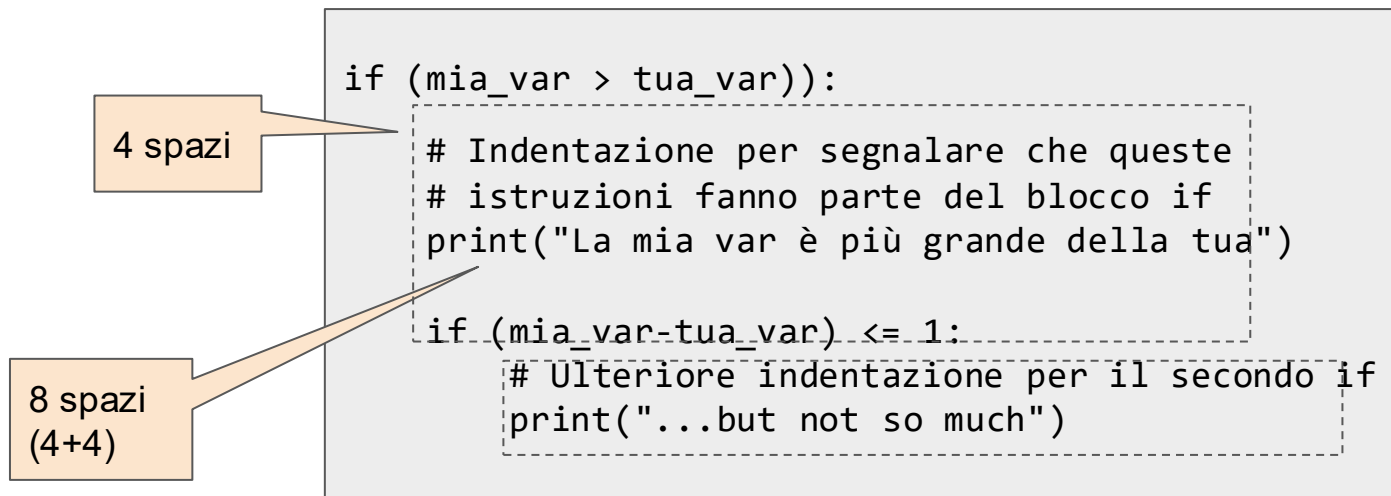 if (mia_var > tua_var)):
4 spazi
# Indentazione per segnalare che queste
# istruzioni fanno parte del blocco if
print("La mia var è più grande della tua")
if (mia_var-tua_var) <= 1:
8 spazi
(4+4)
# Ulteriore indentazione per il secondo if
print("...but not so much")